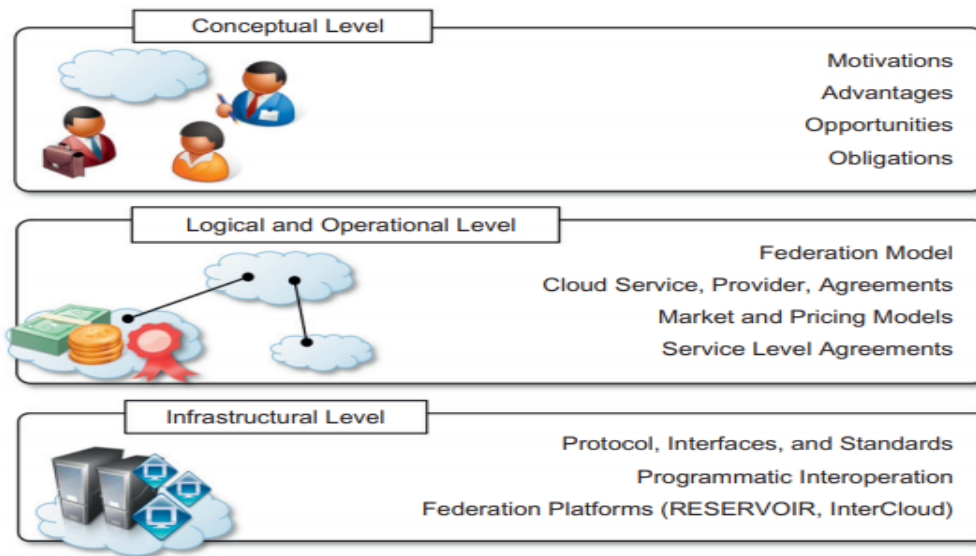 Conceptual Level
Motivations
Advantages
Opportunities
Obligations
Logical and Operational Level
Federation Model
Cloud Service, Provider, Agreements
Market and Pricing Models
Service Level Agreements
Infrastructural Level
Protocol, Interfaces, and Standards
Programmatic Interoperation
Federation Platforms (RESERVOIR, InterCloud)